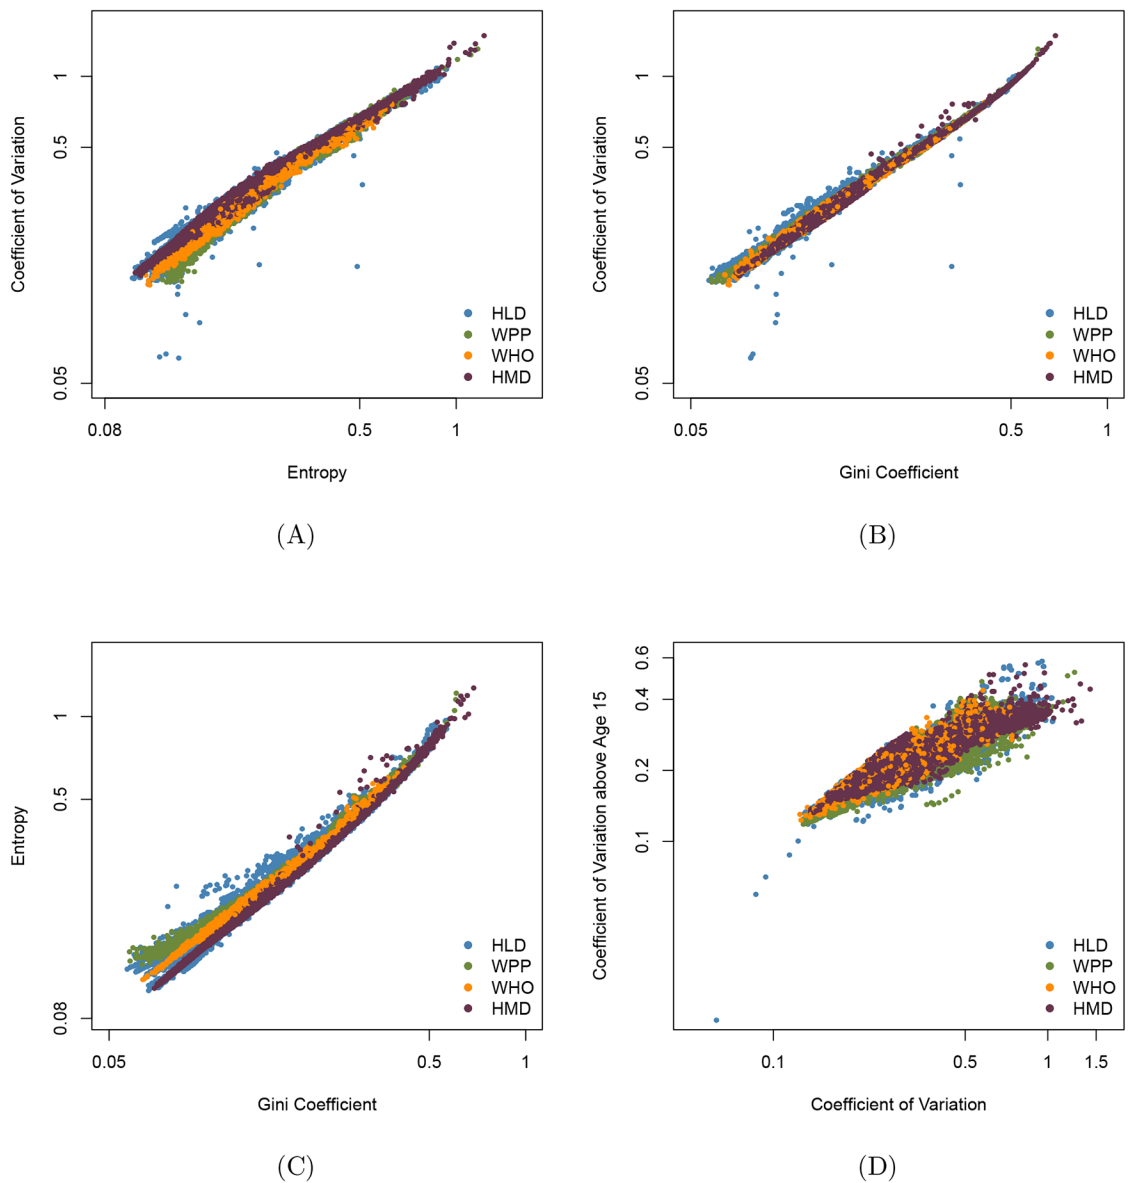 Coefficient of Variation
1
0.5
0.05
HLD
WPP
WHO
HMD
0.08
0.5
1
Entropy
(A)
Coefficient of Variation
1
0.5
0.05
HLD
WPP
WHO
HMD
0.05
0.5
1
Gini Coefficient
(B)
Entropy
1
0.5
0.08
HLD
WPP
WHO
HMD
0.05
0.5
1
Gini Coefficient
(C)
Coefficient of Variation above Age 15
0.6
0.4
0.2
0.1
HLD
WPP
WHO
HMD
0.1
0.5
1
1.5
Coefficient of Variation
(D)